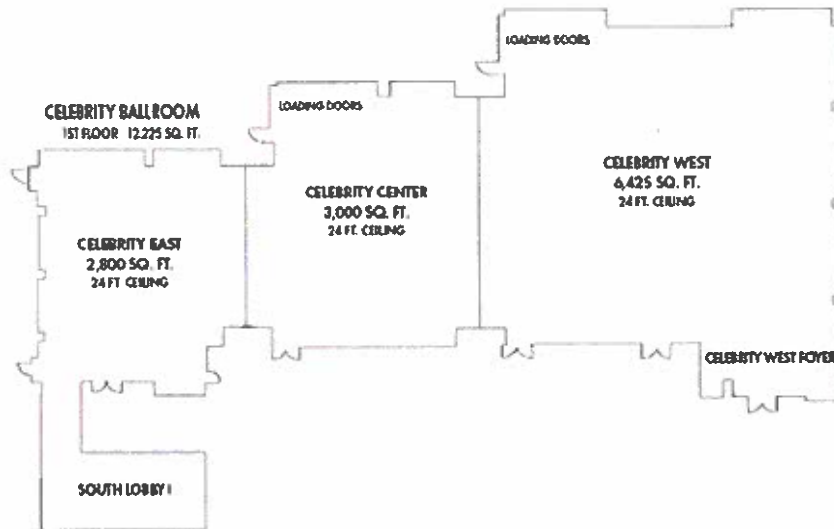 LOADING DOORS
CELEBRITY BALLROOM
1ST FLOOR 12,225 SQ. FT.
LOADING DOORS
CELEBRITY WEST
6,425 SQ. FT.
24 FT. CEILING
CELEBRITY CENTER
3,000 SQ. FT.
24 FT. CEILING
CELEBRITY EAST
2,800 SQ. FT.
24 FT. CEILING
CELEBRITY WEST FOYER
SOUTH LOBBY I